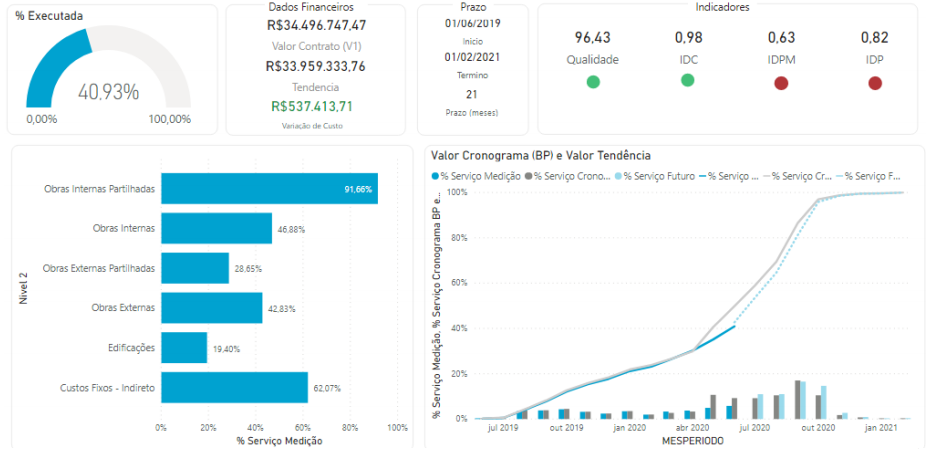 % Executada
40,93%
0,00%
100,00%
Dados Financeiros
R$34.496.747,47
Valor Contrato (V1)
R$33.959.333,76
Tendencia
R$537.413,71
Variação de Custo
Prazo
01/06/2019
Inicio
01/02/2021
Termino
21
Prazo (meses)
Indicadores
96,43
Qualidade
0,98
IDC
0,63
IDPM
0,82
IDP
Nivel 2
Obras Internas Partilhadas
91,66%
Obras Internas
46,88%
Obras Externas Partilhadas
28,65%
Obras Externas
42,83%
Edificações
19,40%
Custos Fixos - Indireto
62,07%
0% 20% 40% 60% 80% 100%
% Serviço Medição
Valor Cronograma (BP) e Valor Tendência
% Serviço Medição % Serviço Crono... % Serviço Futuro % Serviço ... % Serviço Cr... % Serviço F...
% Serviço Medição, % Serviço Cronograma BP e...
100%
80%
60%
40%
20%
0%
jul 2019 out 2019 jan 2020 abr 2020 jul 2020 out 2020 jan 2021
MESPERIODO